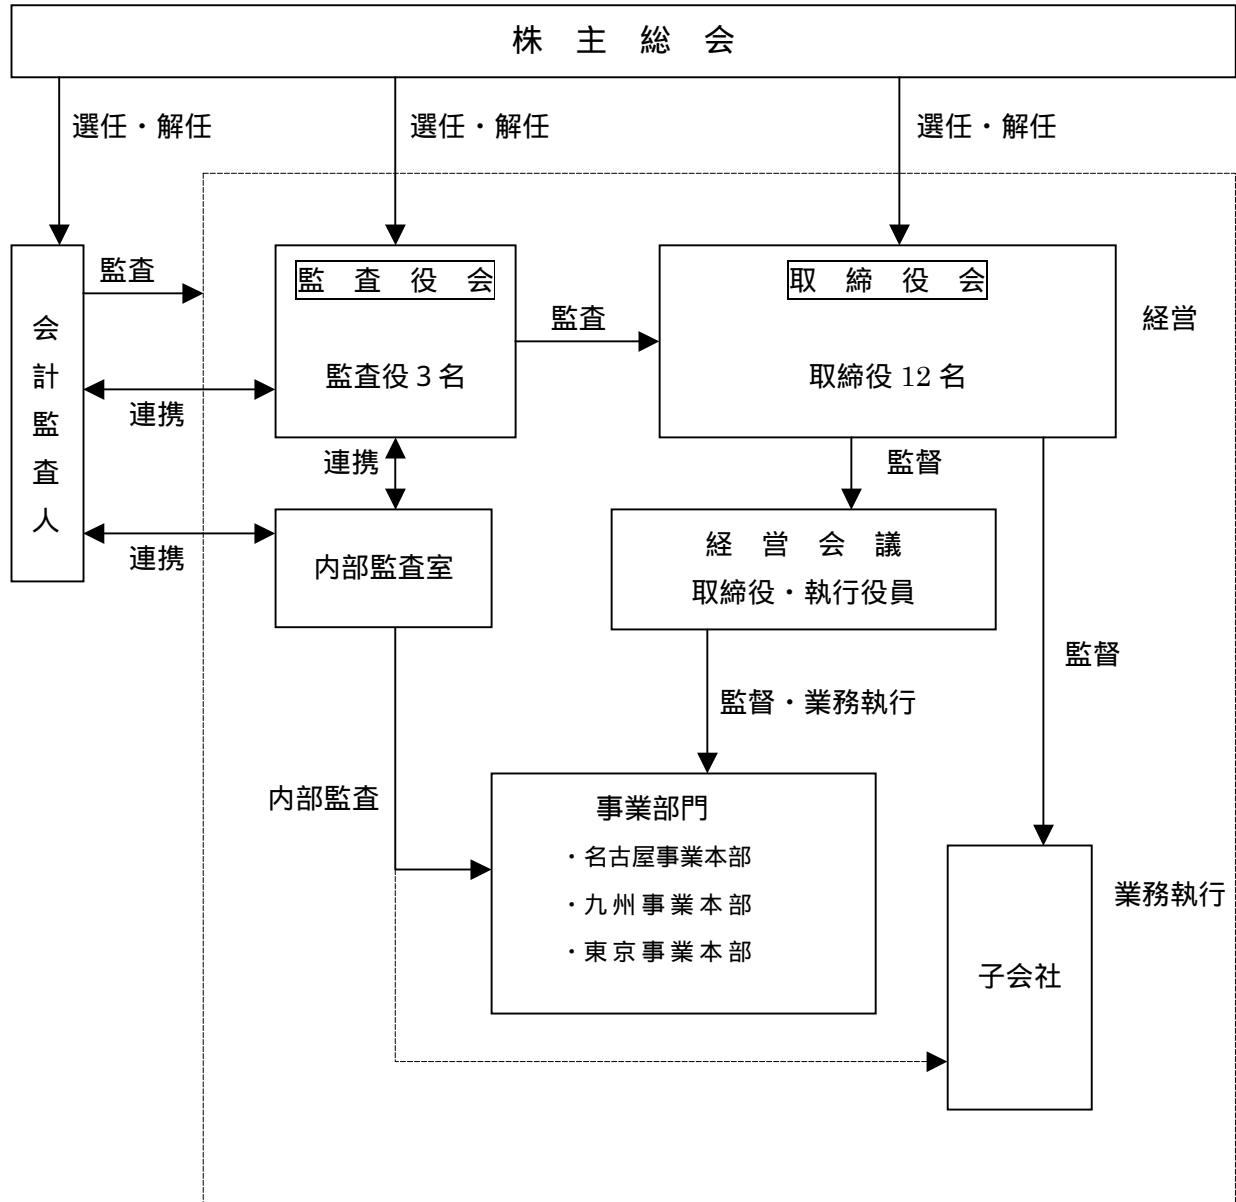 株 主 総 会
選任・解任
選任・解任
選任・解任
監査
会計監査人
監 査 役 会
監査役3名
監査
取 締 役 会
取締役 12 名
経営
連携
連携
監督
連携
内部監査室
経 営 会 議
取締役・執行役員
監督
監督・業務執行
内部監査
事業部門
・名古屋事業本部
・九州事業本部
・東京事業本部
業務執行
子会社